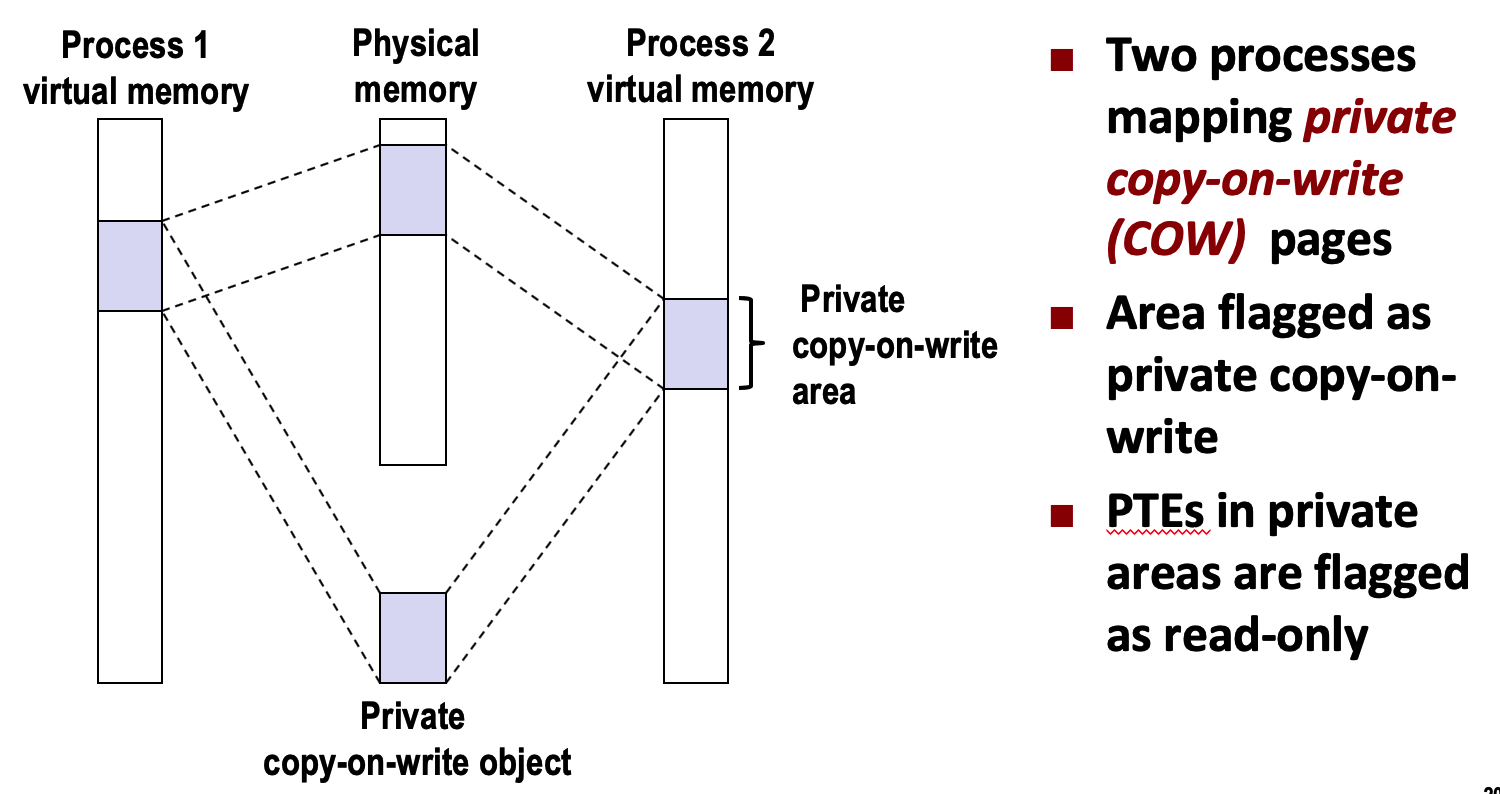 Process 1
virtual memory
Physical
memory
Process 2
virtual memory
Private
copy-on-write
area
Private
copy-on-write object
■ Two processes
mapping private
copy-on-write
(COW) pages
■ Area flagged as
private copy-on-
write
■ PTEs in private
areas are flagged
as read-only